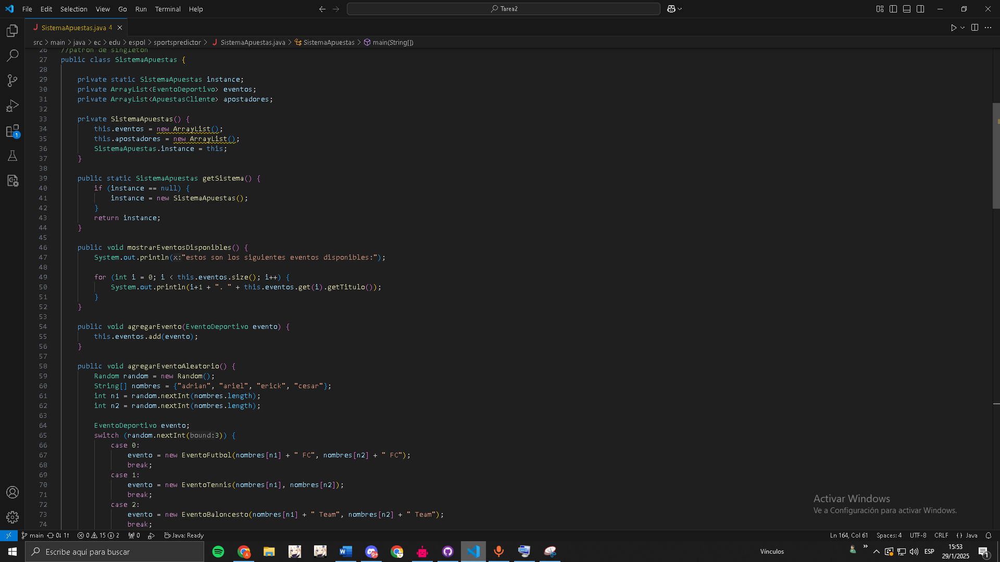 File Edit Selection View Go Run Terminal Help
Tarea2
SistemaApuestas.java 4
src > main > java > ec > edu > espol > sportspredictor > SistemaApuestas.java > SistemaApuestas > main(String[])
26 //patron de singleton
27 public class SistemaApuestas {
28
29 private static SistemaApuestas instance;
30 private ArrayList<EventoDeportivo> eventos;
31 private ArrayList<ApuestasCliente> apostadores;
32
33 private SistemaApuestas() {
34 this.eventos = new ArrayList();
35 this.apostadores = new ArrayList();
36 SistemaApuestas.instance = this;
37 }
38
39 public static SistemaApuestas getSistema() {
40 if (instance == null) {
41 instance = new SistemaApuestas();
42 }
43 return instance;
44 }
45
46 public void mostrarEventosDisponibles() {
47 System.out.println(x:"estos son los siguientes eventos disponibles:");
48
49 for (int i = 0; i < this.eventos.size(); i++) {
50 System.out.println(i+1 + ". " + this.eventos.get(i).getTitulo());
51 }
52 }
53
54 public void agregarEvento(EventoDeportivo evento) {
55 this.eventos.add(evento);
56 }
57
58 public void agregarEventoAleatorio() {
59 Random random = new Random();
60 String[] nombres = {"adrian", "ariel", "erick", "cesar"};
61 int n1 = random.nextInt(nombres.length);
62 int n2 = random.nextInt(nombres.length);
63
64 EventoDeportivo evento;
65 switch (random.nextInt(bound:3)) {
66 case 0:
67 evento = new EventoFutbol(nombres[n1] + " FC", nombres[n2] + " FC");
68 break;
69 case 1:
70 evento = new EventoTennis(nombres[n1], nombres[n2]);
71 break;
72 case 2:
73 evento = new EventoBaloncesto(nombres[n1] + " Team", nombres[n2] + " Team");
74 break;
1
Activar Windows
Ve a Configuración para activar Windows.
main 0↓ 1↑ 0 15 2 0 Java: Ready Ln 164, Col 61 Spaces: 4 UTF-8 CRLF {} Java
Escribe aquí para buscar
A
9+
Vínculos
» ESP
15:53
29/1/2025
1